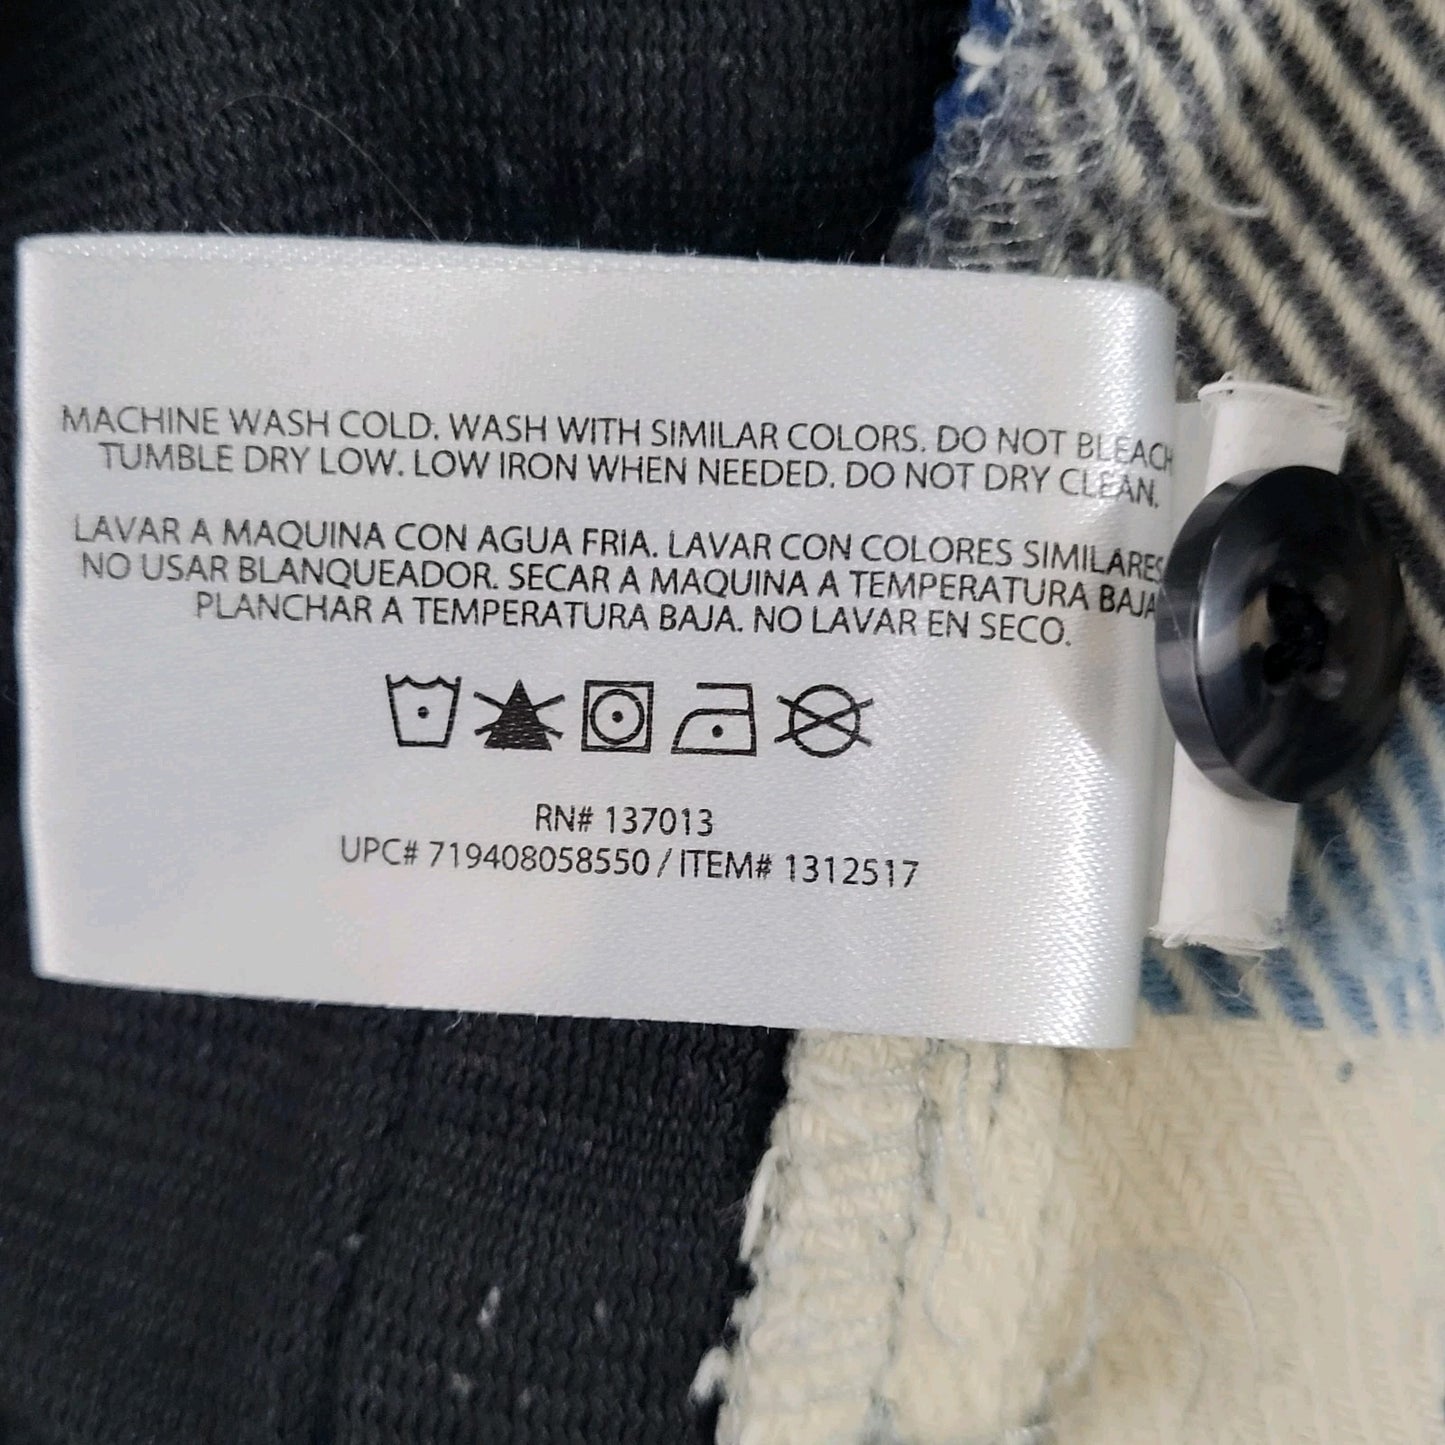 MACHINE WASH COLD. WASH WITH SIMILAR COLORS. DO NOT BLEACH
TUMBLE DRY LOW. LOW IRON WHEN NEEDED. DO NOT DRY CLEAN.
LAVAR A MAQUINA CON AGUA FRIA. LAVAR CON COLORES SIMILARES
NO USAR BLANQUEADOR. SECAR A MAQUINA A TEMPERATURA BAJA
PLANCHAR A TEMPERATURA BAJA. NO LAVAR EN SECO.
RN# 137013
UPC# 719408058550 / ITEM# 1312517